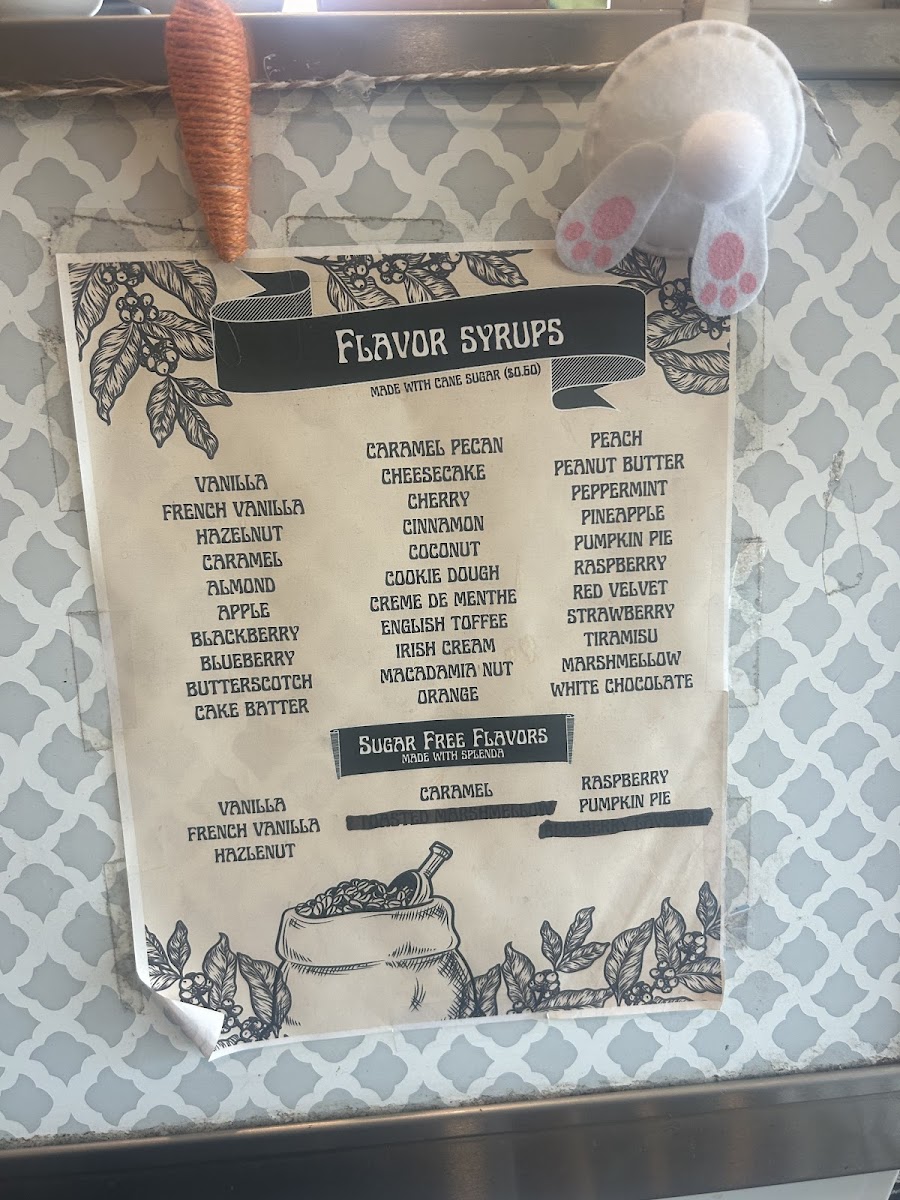 FLAVOR SYRUPS
MADE WITH CANE SUGAR ($0.50)
VANILLA
FRENCH VANILLA
HAZELNUT
CARAMEL
ALMOND
APPLE
BLACKBERRY
BLUEBERRY
BUTTERSCOTCH
CAKE BATTER
CARAMEL PECAN
CHEESECAKE
CHERRY
CINNAMON
COCONUT
COOKIE DOUGH
CREME DE MENTHE
ENGLISH TOFFEE
IRISH CREAM
MACADAMIA NUT
ORANGE
PEACH
PEANUT BUTTER
PEPPERMINT
PINEAPPLE
PUMPKIN PIE
RASPBERRY
RED VELVET
STRAWBERRY
TIRAMISU
MARSHMELLOW
WHITE CHOCOLATE
SUGAR FREE FLAVORS
MADE WITH SPLENDA
VANILLA
FRENCH VANILLA
HAZLENUT
CARAMEL
TOASTED MARSHMELLOW
RASPBERRY
PUMPKIN PIE